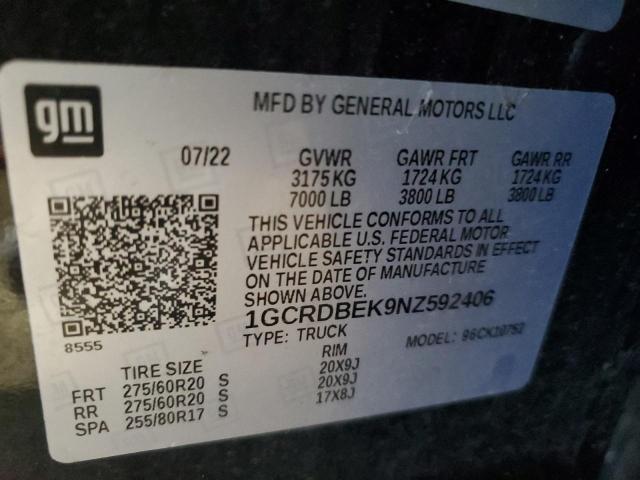 gm
MFD BY GENERAL MOTORS LLC
07/22 GVWR GAWR FRT GAWR RR
3175 KG 1724 KG 1724 KG
7000 LB 3800 LB 3800 LB
THIS VEHICLE CONFORMS TO ALL
APPLICABLE U.S. FEDERAL MOTOR
VEHICLE SAFETY STANDARDS IN EFFECT
ON THE DATE OF MANUFACTURE
SHOWN ABOVE.
1GCRDBEK9NZ592406
8555
TYPE: TRUCK MODEL: 96CK10752
TIRE SIZE RIM
FRT 275/60R20 S 20X9J
RR 275/60R20 S 20X9J
SPA 255/80R17 S 17X8J